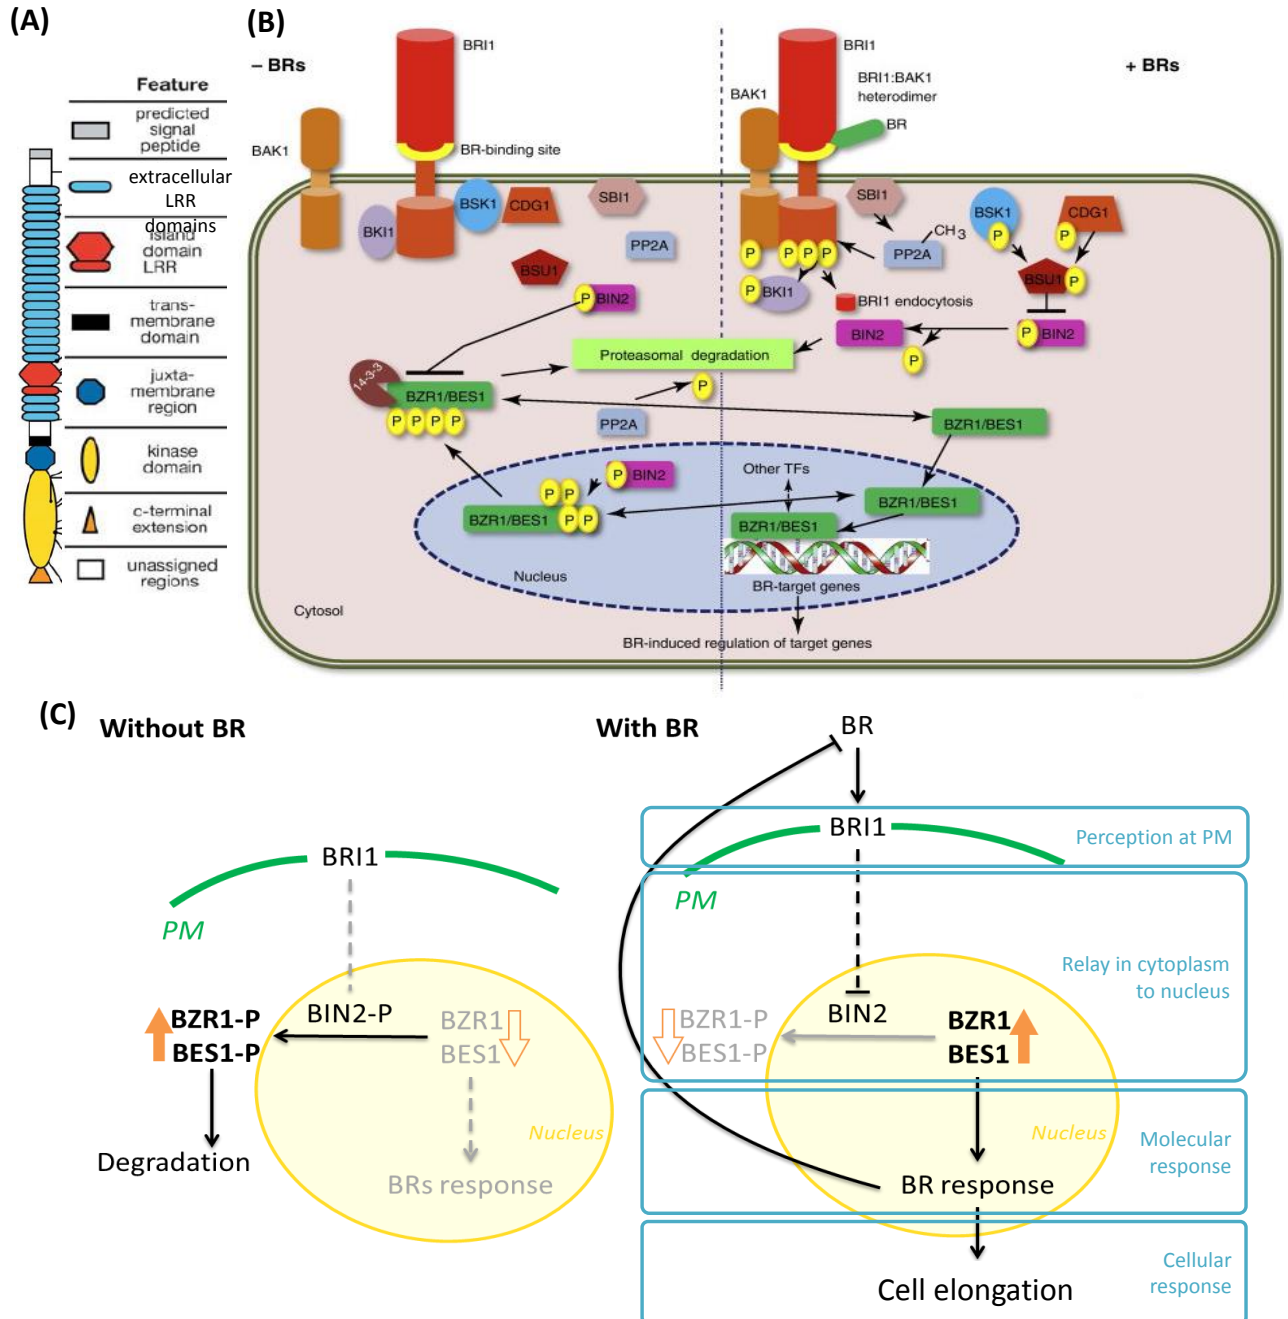 (A)
Feature
predicted
signal
peptide
extracellular
LRR
domains
island
domain
LRR
trans-
membrane
domain
juxta-
membrane
region
kinase
domain
c-terminal
extension
unassigned
regions
(B)
– BRs
+ BRs
BRI1
BAK1
BR-binding site
BKI1
BSK1
CDG1
SBI1
PP2A
BSU1
P
BIN2
BRI1
BAK1
BRI1:BAK1
heterodimer
BR
SBI1
CH3
PP2A
P
P P P
P
BKI1
BRI1 endocytosis
BSK1
P
CDG1
P
BSU1
P
P
BIN2
BIN2
P
Proteasomal degradation
14-3-3
BZR1/BES1
P P P P
P
PP2A
BZR1/BES1
P
BIN2
P P
BZR1/BES1
P P
Other TFs
BZR1/BES1
BZR1/BES1
Nucleus
BR-target genes
Cytosol
BR-induced regulation of target genes
(C)
Without BR
BRI1
PM
BZR1-P
BES1-P
BIN2-P
BZR1
BES1
Nucleus
Degradation
BRs response
With BR
BR
BRI1
Perception at PM
PM
Relay in cytoplasm
to nucleus
BZR1-P
BES1-P
BIN2
BZR1
BES1
Nucleus
Molecular
response
BR response
Cellular
response
Cell elongation